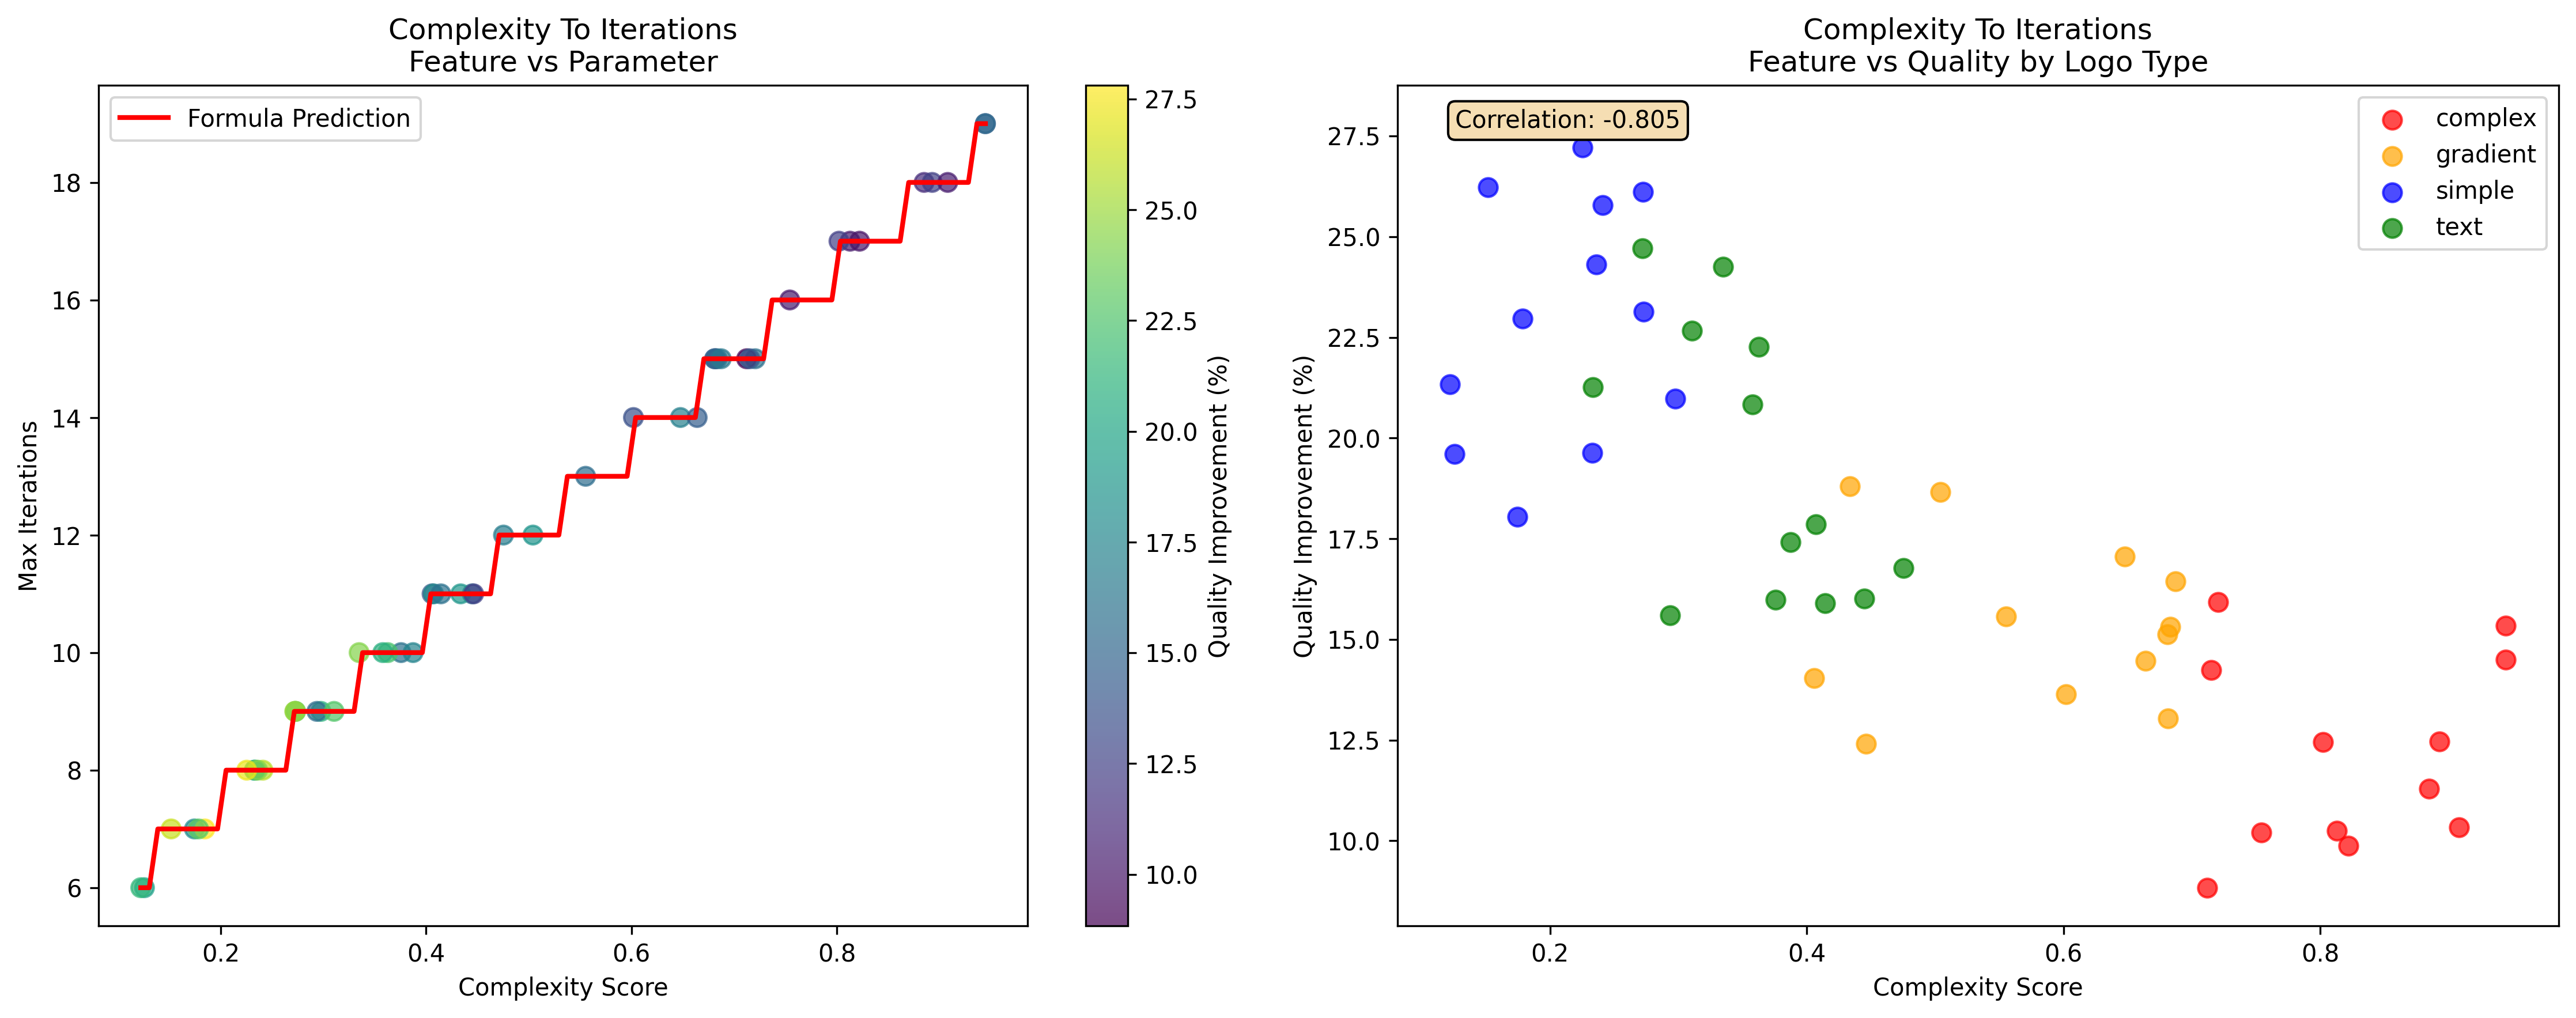 Complexity To Iterations
Feature vs Parameter
Formula Prediction
18
16
14
12
10
8
6
Max Iterations
0.2 0.4 0.6 0.8
Complexity Score
27.5
25.0
22.5
20.0
17.5
15.0
12.5
10.0
Quality Improvement (%)
Complexity To Iterations
Feature vs Quality by Logo Type
Correlation: -0.805
complex
gradient
simple
text
27.5
25.0
22.5
20.0
17.5
15.0
12.5
10.0
Quality Improvement (%)
0.2 0.4 0.6 0.8
Complexity Score